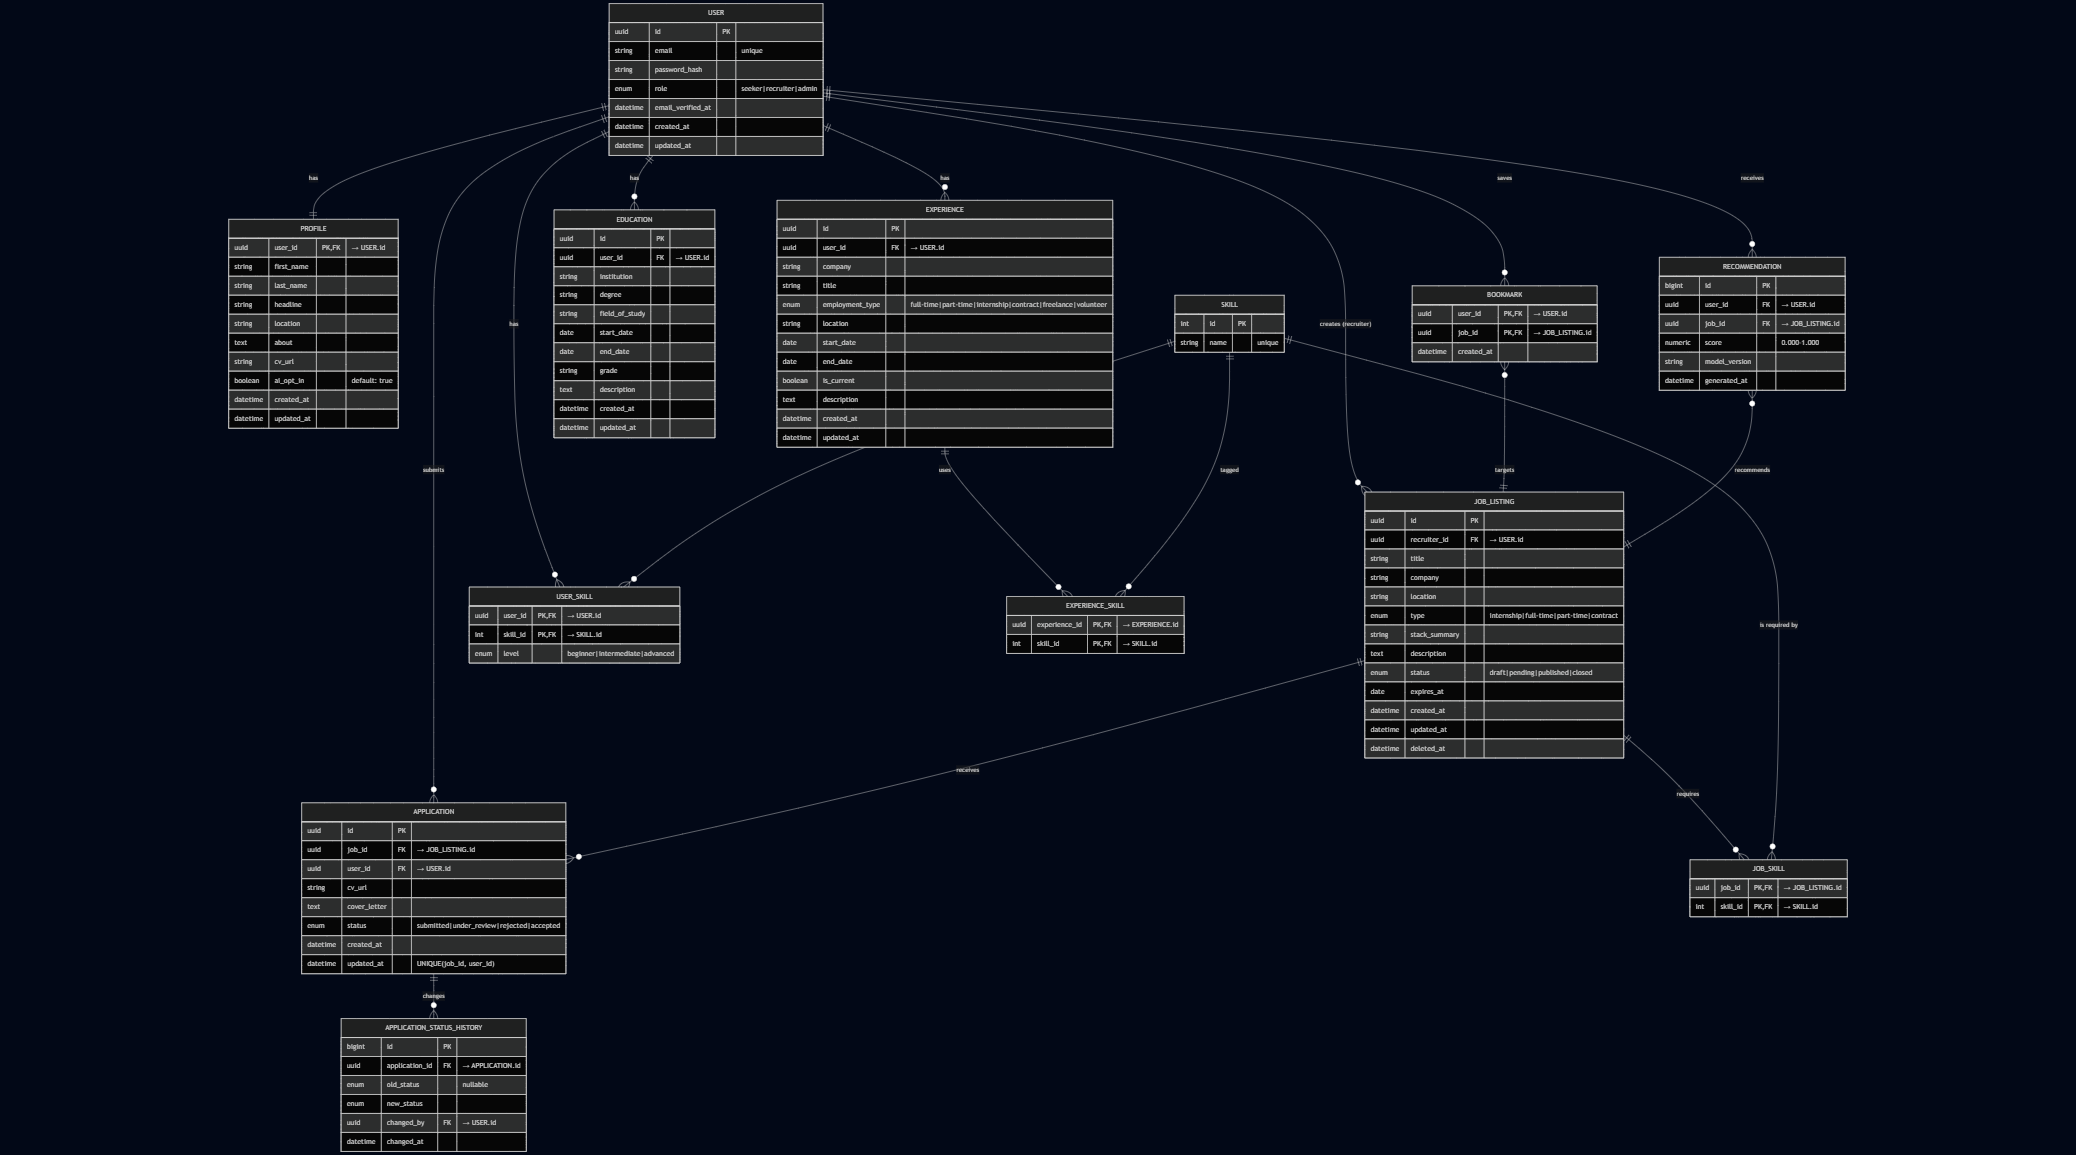 USER
uuid id PK
string email unique
string password_hash
enum role seeker|recruiter|admin
datetime email_verified_at
datetime created_at
datetime updated_at
has
has
has
saves
receives
PROFILE
uuid user_id PK,FK → USER.id
string first_name
string last_name
string headline
string location
text about
string cv_url
boolean ai_opt_in default: true
datetime created_at
datetime updated_at
EDUCATION
uuid id PK
uuid user_id FK → USER.id
string institution
string degree
string field_of_study
date start_date
date end_date
string grade
text description
datetime created_at
datetime updated_at
EXPERIENCE
uuid id PK
uuid user_id FK → USER.id
string company
string title
enum employment_type full-time|part-time|internship|contract|freelance|volunteer
string location
date start_date
date end_date
boolean is_current
text description
datetime created_at
datetime updated_at
SKILL
int id PK
string name unique
BOOKMARK
uuid user_id PK,FK → USER.id
uuid job_id PK,FK → JOB_LISTING.id
datetime created_at
RECOMMENDATION
bigint id PK
uuid user_id FK → USER.id
uuid job_id FK → JOB_LISTING.id
numeric score 0.000-1.000
string model_version
datetime generated_at
has
creates (recruiter)
submits
uses
tagged
targets
recommends
JOB_LISTING
uuid id PK
uuid recruiter_id FK → USER.id
string title
string company
string location
enum type internship|full-time|part-time|contract
string stack_summary
text description
enum status draft|pending|published|closed
date expires_at
datetime created_at
datetime updated_at
datetime deleted_at
USER_SKILL
uuid user_id PK,FK → USER.id
int skill_id PK,FK → SKILL.id
enum level beginner|intermediate|advanced
EXPERIENCE_SKILL
uuid experience_id PK,FK → EXPERIENCE.id
int skill_id PK,FK → SKILL.id
is required by
receives
requires
APPLICATION
uuid id PK
uuid job_id FK → JOB_LISTING.id
uuid user_id FK → USER.id
string cv_url
text cover_letter
enum status submitted|under_review|rejected|accepted
datetime created_at
datetime updated_at UNIQUE(job_id, user_id)
JOB_SKILL
uuid job_id PK,FK → JOB_LISTING.id
int skill_id PK,FK → SKILL.id
changes
APPLICATION_STATUS_HISTORY
bigint id PK
uuid application_id FK → APPLICATION.id
enum old_status nullable
enum new_status
uuid changed_by FK → USER.id
datetime changed_at